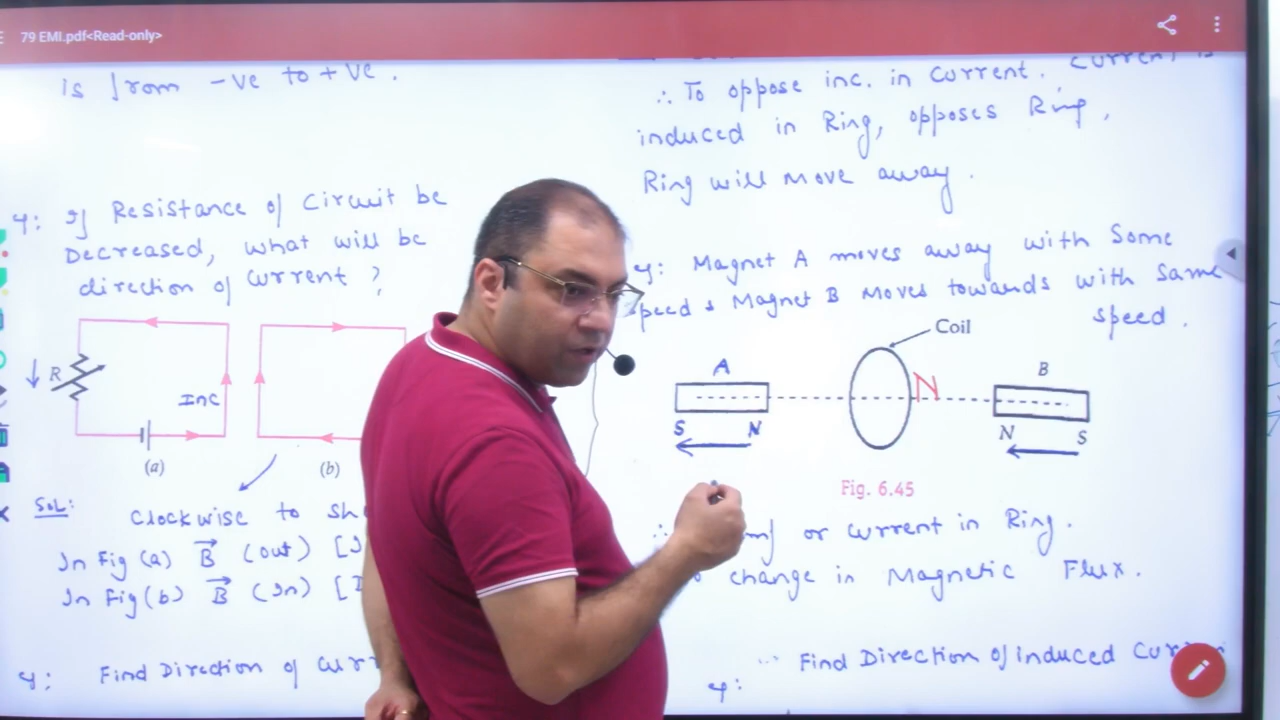 79 EMI.pdf<Read-only>
is from -ve to +ve.
Q: If Resistance of Circuit be
Decreased, what will be
direction of current ?
R
Inc
(a)
(b)
Sol:
Clockwise to
In Fig (a) B (out)
In Fig (b) B (In)
Q: Find Direction of
∴ To oppose inc. in current.
induced in Ring, opposes Ring,
Ring will move away.
Q: Magnet A moves away with Some
speed & Magnet B moves towards with Same
speed.
Coil
A
N
B
S N
N S
Fig. 6.45
or current in Ring.
change in Magnetic Flux.
Q: Find Direction of induced